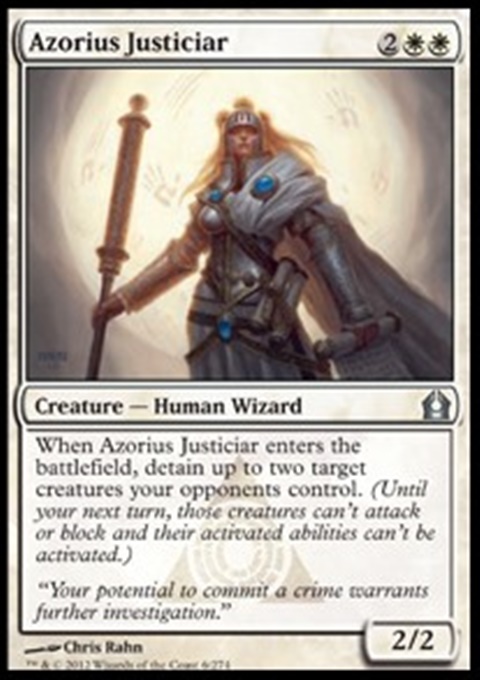 Azorius Justiciar 2
Creature — Human Wizard
When Azorius Justiciar enters the
battlefield, detain up to two target
creatures your opponents control. (Until
your next turn, those creatures can't attack
or block and their activated abilities can't be
activated.)
“Your potential to commit a crime warrants
further investigation.”
Chris Rahn
2/2
™ & © 2012 Wizards of the Coast 6/274